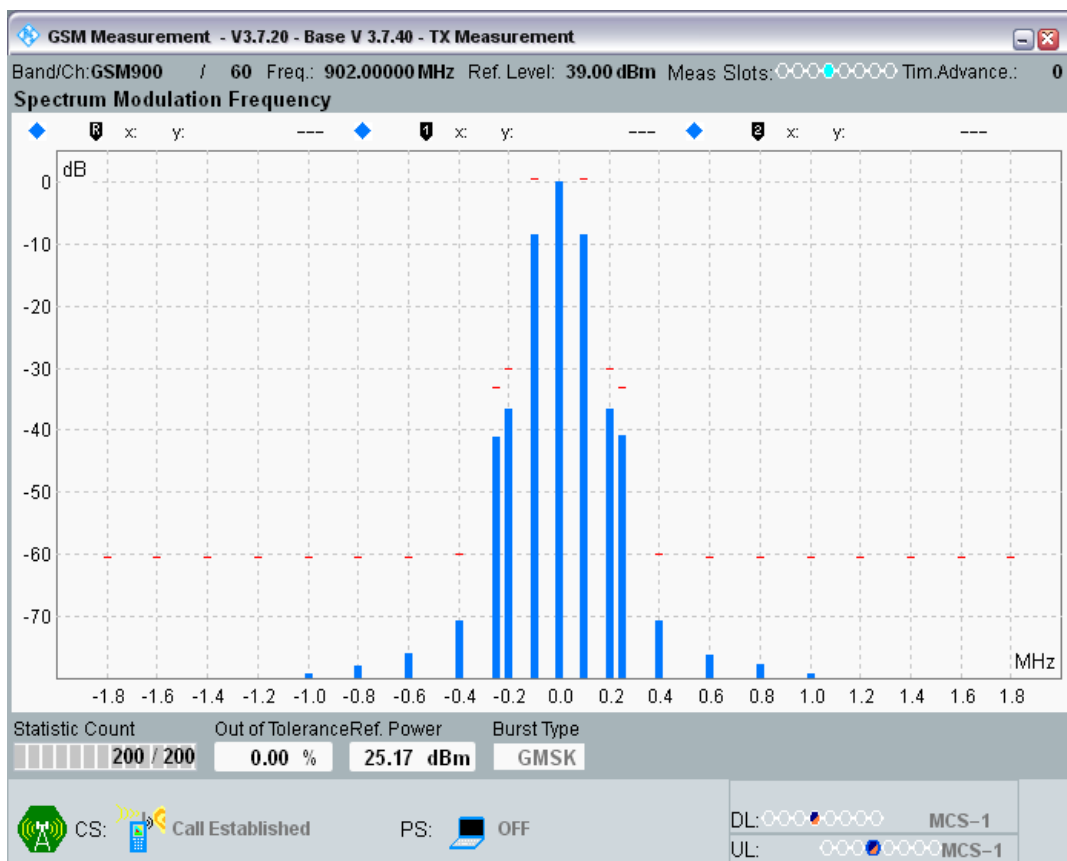 GSM Measurement - V3.7.20 - Base V 3.7.40 - TX Measurement
Band/Ch:GSM900 / 60 Freq.: 902.00000 MHz Ref. Level: 39.00 dBm Meas Slots: Tim.Advance.: 0
Spectrum Modulation Frequency
R x: y: --- 1 x: y: --- 2 x: y: ---
dB
0
-10
-20
-30
-40
-50
-60
-70
MHz
-1.8 -1.6 -1.4 -1.2 -1.0 -0.8 -0.6 -0.4 -0.2 0.0 0.2 0.4 0.6 0.8 1.0 1.2 1.4 1.6 1.8
Statistic Count Out of Tolerance Ref. Power Burst Type
200 / 200 0.00 % 25.17 dBm GMSK
CS: Call Established PS: OFF
DL: MCS-1
UL: MCS-1